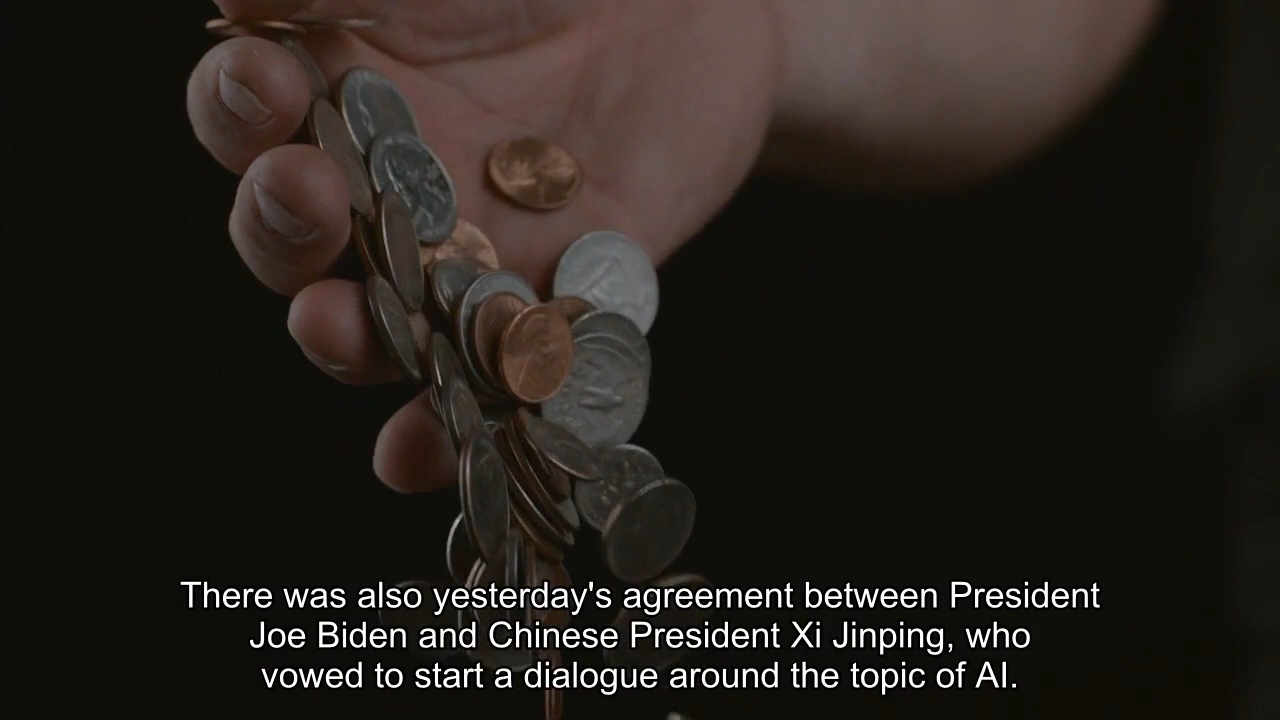 There was also yesterday's agreement between President
Joe Biden and Chinese President Xi Jinping, who
vowed to start a dialogue around the topic of AI.